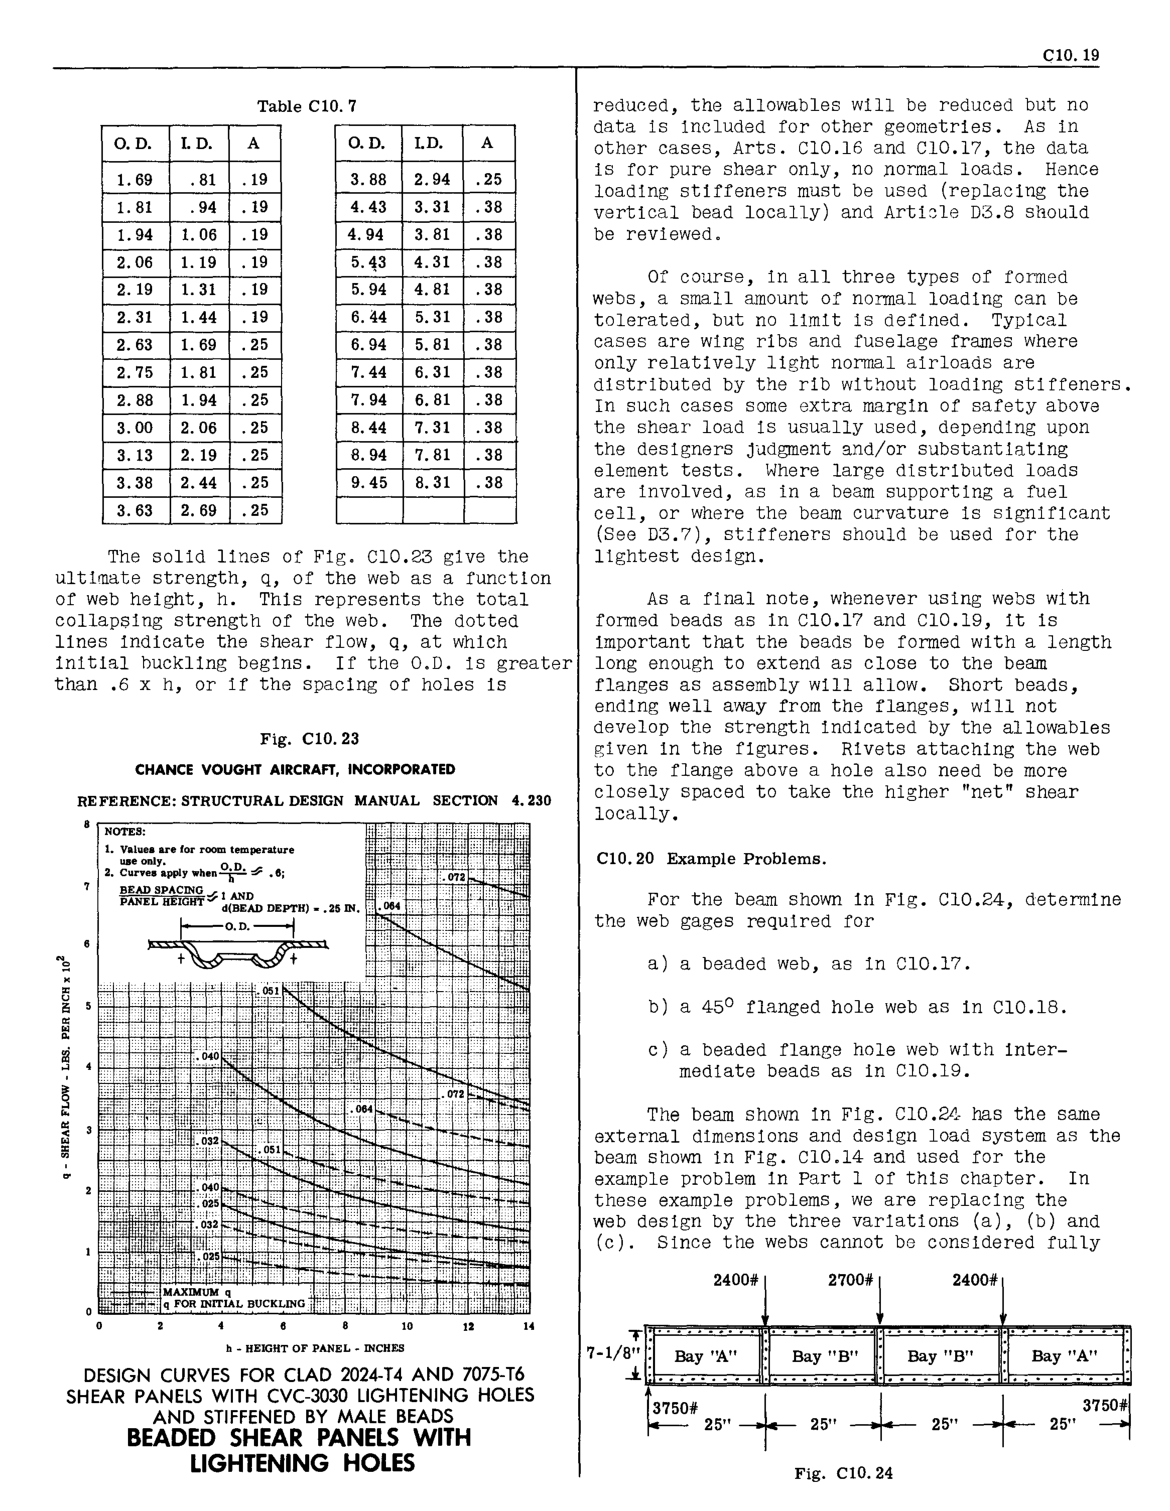 C10.19
Table C10.7
O.D. I.D. A
1.69 .81 .19
1.81 .94 .19
1.94 1.06 .19
2.06 1.19 .19
2.19 1.31 .19
2.31 1.44 .19
2.63 1.69 .25
2.75 1.81 .25
2.88 1.94 .25
3.00 2.06 .25
3.13 2.19 .25
3.38 2.44 .25
3.63 2.69 .25
O.D. I.D. A
3.88 2.94 .25
4.43 3.31 .38
4.94 3.81 .38
5.43 4.31 .38
5.94 4.81 .38
6.44 5.31 .38
6.94 5.81 .38
7.44 6.31 .38
7.94 6.81 .38
8.44 7.31 .38
8.94 7.81 .38
9.45 8.31 .38
The solid lines of Fig. C10.23 give the
ultimate strength, q, of the web as a function
of web height, h. This represents the total
collapsing strength of the web. The dotted
lines indicate the shear flow, q, at which
initial buckling begins. If the O.D. is greater
than .6 x h, or if the spacing of holes is
Fig. C10.23
CHANCE VOUGHT AIRCRAFT, INCORPORATED
REFERENCE: STRUCTURAL DESIGN MANUAL SECTION 4.230
NOTES:
1. Values are for room temperature
use only.
2. Curves apply when O.D./h ≤ .6;
BEAD SPACING/PANEL HEIGHT ≤ 1 AND
d(BEAD DEPTH) = .25 IN.
O.D.
.072
.064
.051
.040
.072
.064
.032
.051
.040
.025
.032
.025
MAXIMUM q
q FOR INITIAL BUCKLING
8
7
6
5
4
3
2
1
0
q - SHEAR FLOW - LBS. PER INCH x 10²
0 2 4 6 8 10 12 14
h - HEIGHT OF PANEL - INCHES
DESIGN CURVES FOR CLAD 2024-T4 AND 7075-T6
SHEAR PANELS WITH CVC-3030 LIGHTENING HOLES
AND STIFFENED BY MALE BEADS
BEADED SHEAR PANELS WITH
LIGHTENING HOLES
reduced, the allowables will be reduced but no
data is included for other geometries. As in
other cases, Arts. C10.16 and C10.17, the data
is for pure shear only, no normal loads. Hence
loading stiffeners must be used (replacing the
vertical bead locally) and Article D3.8 should
be reviewed.
Of course, in all three types of formed
webs, a small amount of normal loading can be
tolerated, but no limit is defined. Typical
cases are wing ribs and fuselage frames where
only relatively light normal airloads are
distributed by the rib without loading stiffeners.
In such cases some extra margin of safety above
the shear load is usually used, depending upon
the designers judgment and/or substantiating
element tests. Where large distributed loads
are involved, as in a beam supporting a fuel
cell, or where the beam curvature is significant
(See D3.7), stiffeners should be used for the
lightest design.
As a final note, whenever using webs with
formed beads as in C10.17 and C10.19, it is
important that the beads be formed with a length
long enough to extend as close to the beam
flanges as assembly will allow. Short beads,
ending well away from the flanges, will not
develop the strength indicated by the allowables
given in the figures. Rivets attaching the web
to the flange above a hole also need be more
closely spaced to take the higher "net" shear
locally.
C10.20 Example Problems.
For the beam shown in Fig. C10.24, determine
the web gages required for
a) a beaded web, as in C10.17.
b) a 45° flanged hole web as in C10.18.
c) a beaded flange hole web with inter-
mediate beads as in C10.19.
The beam shown in Fig. C10.24 has the same
external dimensions and design load system as the
beam shown in Fig. C10.14 and used for the
example problem in Part 1 of this chapter. In
these example problems, we are replacing the
web design by the three variations (a), (b) and
(c). Since the webs cannot be considered fully
2400# 2700# 2400#
7-1/8" Bay "A" Bay "B" Bay "B" Bay "A"
3750# 3750#
25" 25" 25" 25"
Fig. C10.24